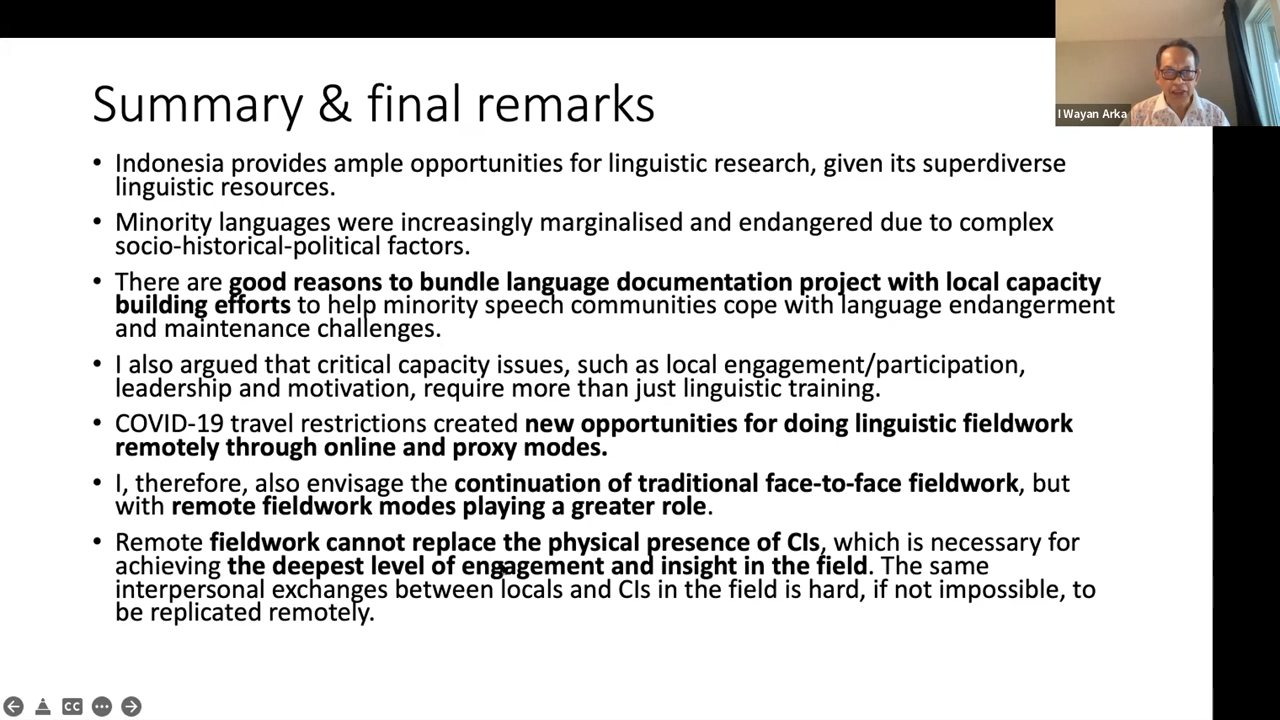 Summary & final remarks
I Wayan Arka
• Indonesia provides ample opportunities for linguistic research, given its superdiverse
linguistic resources.
• Minority languages were increasingly marginalised and endangered due to complex
socio-historical-political factors.
• There are good reasons to bundle language documentation project with local capacity
building efforts to help minority speech communities cope with language endangerment
and maintenance challenges.
• I also argued that critical capacity issues, such as local engagement/participation,
leadership and motivation, require more than just linguistic training.
• COVID-19 travel restrictions created new opportunities for doing linguistic fieldwork
remotely through online and proxy modes.
• I, therefore, also envisage the continuation of traditional face-to-face fieldwork, but
with remote fieldwork modes playing a greater role.
• Remote fieldwork cannot replace the physical presence of CIs, which is necessary for
achieving the deepest level of engagement and insight in the field. The same
interpersonal exchanges between locals and CIs in the field is hard, if not impossible, to
be replicated remotely.
CC